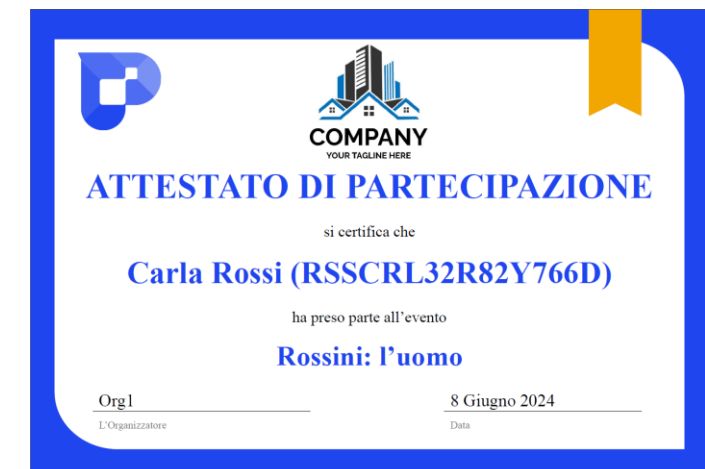 COMPANY
YOUR TAGLINE HERE
ATTESTATO DI PARTECIPAZIONE
si certifica che
Carla Rossi (RSSCRL32R82Y766D)
ha preso parte all’evento
Rossini: l’uomo
Org1
8 Giugno 2024
L’Organizzatore
Data